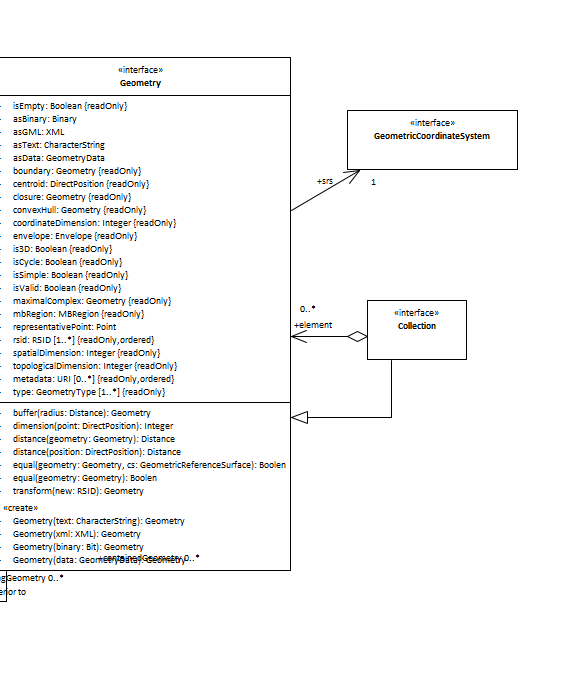 «interface»
Geometry
isEmpty: Boolean {readOnly}
asBinary: Binary
asGML: XML
asText: CharacterString
asData: GeometryData
boundary: Geometry {readOnly}
centroid: DirectPosition {readOnly}
closure: Geometry {readOnly}
convexHull: Geometry {readOnly}
coordinateDimension: Integer {readOnly}
envelope: Envelope {readOnly}
is3D: Boolean {readOnly}
isCycle: Boolean {readOnly}
isSimple: Boolean {readOnly}
isValid: Boolean {readOnly}
maximalComplex: Geometry {readOnly}
mbRegion: MBRegion {readOnly}
representativePoint: Point
rsid: RSID [1..*] {readOnly,ordered}
spatialDimension: Integer {readOnly}
topologicalDimension: Integer {readOnly}
metadata: URI [0..*] {readOnly,ordered}
type: GeometryType [1..*] {readOnly}
buffer(radius: Distance): Geometry
dimension(point: DirectPosition): Integer
distance(geometry: Geometry): Distance
distance(position: DirectPosition): Distance
equal(geometry: Geometry, cs: GeometricReferenceSurface): Boolen
equal(geometry: Geometry): Boolen
transform(new: RSID): Geometry
«create»
Geometry(text: CharacterString): Geometry
Geometry(xml: XML): Geometry
Geometry(binary: Bit): Geometry
+containedGeometry 0..*
Geometry(data: GeometryData): Geometry
gGeometry 0..*
erior to
«interface»
GeometricCoordinateSystem
+srs
1
0..*
+element
«interface»
Collection